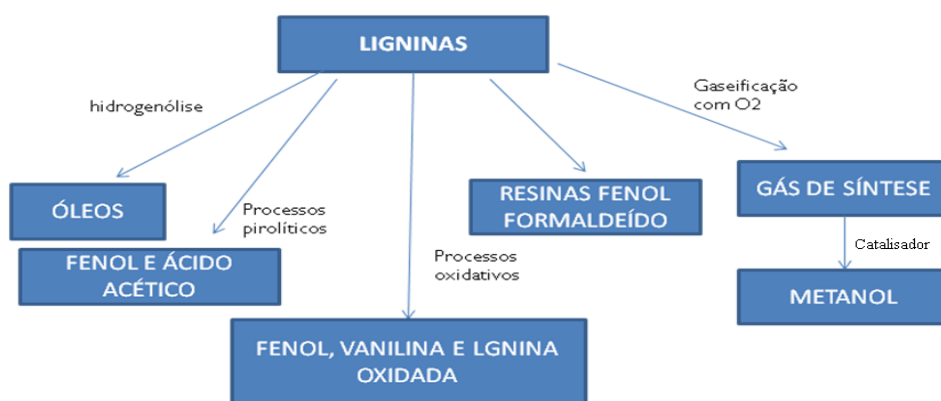 LIGNINAS
hidrogenólise
Gaseificação
com O2
ÓLEOS
Processos
pirolíticos
FENOL E ÁCIDO
ACÉTICO
Processos
oxidativos
FENOL, VANILINA E LGNINA
OXIDADA
RESINAS FENOL
FORMALDEÍDO
GÁS DE SÍNTESE
Catalisador
METANOL